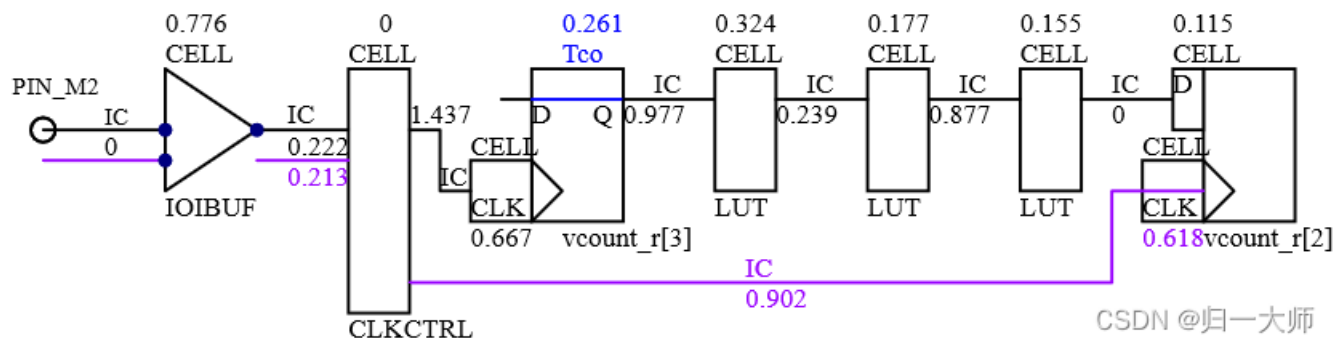 0.776 0 0.261 0.324 0.177 0.155 0.115
CELL CELL Tco CELL CELL CELL CELL
PIN_M2 IC IC IC IC IC IC D
0 0.222 1.437 D Q 0.977 0.239 0.877 0
0.213 IC CELL CELL
IOIBUF CLK LUT LUT LUT CLK
0.667 vcount_r[3] 0.618 vcount_r[2]
IC
0.902
CLKCTRL
CSDN @归一大师